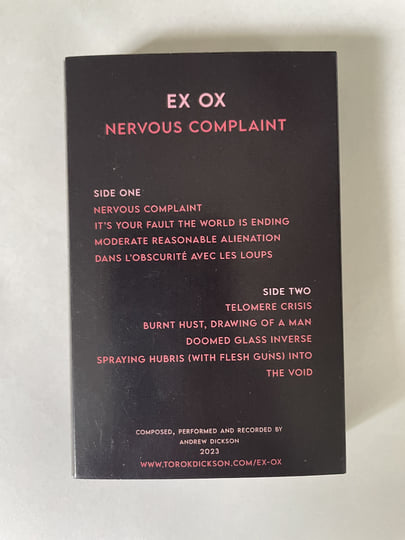 EX OX
NERVOUS COMPLAINT
SIDE ONE
NERVOUS COMPLAINT
IT'S YOUR FAULT THE WORLD IS ENDING
MODERATE REASONABLE ALIENATION
DANS L'OBSCURITÉ AVEC LES LOUPS
SIDE TWO
TELOMERE CRISIS
BURNT HUST, DRAWING OF A MAN
DOOMED GLASS INVERSE
SPRAYING HUBRIS (WITH FLESH GUNS) INTO
THE VOID
COMPOSED, PERFORMED AND RECORDED BY
ANDREW DICKSON
2023
WWW.TOROKDICKSON.COM/EX-OX